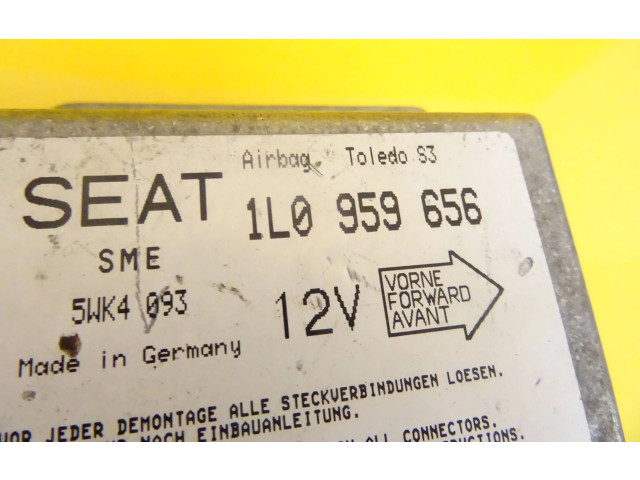 Airbag Toledo S3
SEAT 1L0 959 656
SME
5WK4 093 12V
VORNE
FORWARD
AVANT
Made in Germany
VOR JEDER DEMONTAGE ALLE STECKVERBINDUNGEN LOESEN.
NACH EINBAUANLEITUNG.
ALL CONNECTORS.